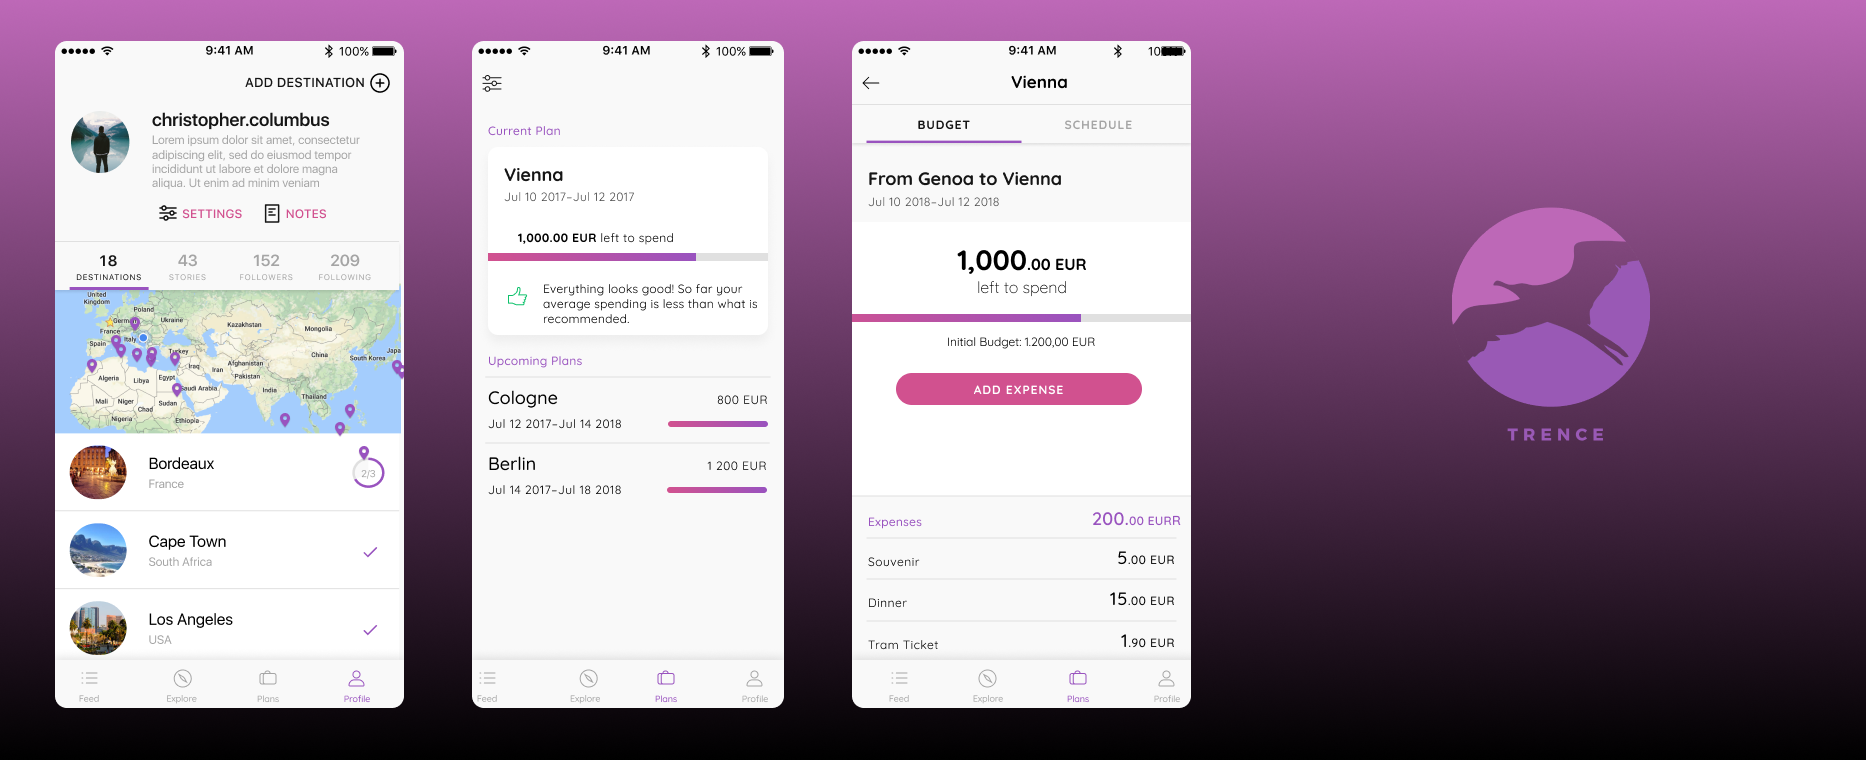 9:41 AM
100%
ADD DESTINATION
christopher.columbus
Lorem ipsum dolor sit amet, consectetur
adipiscing elit, sed do eiusmod tempor
incididunt ut labore et dolore magna
aliqua. Ut enim ad minim veniam
SETTINGS NOTES
18 43 152 209
DESTINATIONS STORIES FOLLOWERS FOLLOWING
United
Kingdom
Poland
Ukraine
France
Kazakhstan
Mongolia
Spain
Italy
Turkey
China
South Korea
Japa
Iraq
Iran
Afghanistan
Pakistan
Algeria
Libya
Egypt
Saudi Arabia
India
Thailand
Mali
Niger
Chad
Sudan
Nigeria
Ethiopia
Bordeaux
France
2/3
Cape Town
South Africa
Los Angeles
USA
Feed Explore Plans Profile
9:41 AM
100%
Current Plan
Vienna
Jul 10 2017–Jul 12 2017
1,000.00 EUR left to spend
Everything looks good! So far your
average spending is less than what is
recommended.
Upcoming Plans
Cologne 800 EUR
Jul 12 2017–Jul 14 2018
Berlin 1 200 EUR
Jul 14 2017–Jul 18 2018
Feed Explore Plans Profile
9:41 AM
Vienna
BUDGET SCHEDULE
From Genoa to Vienna
Jul 10 2018–Jul 12 2018
1,000.00 EUR
left to spend
Initial Budget: 1.200,00 EUR
ADD EXPENSE
Expenses 200.00 EURR
Souvenir 5.00 EUR
Dinner 15.00 EUR
Tram Ticket 1.90 EUR
Feed Explore Plans Profile
TRENCE